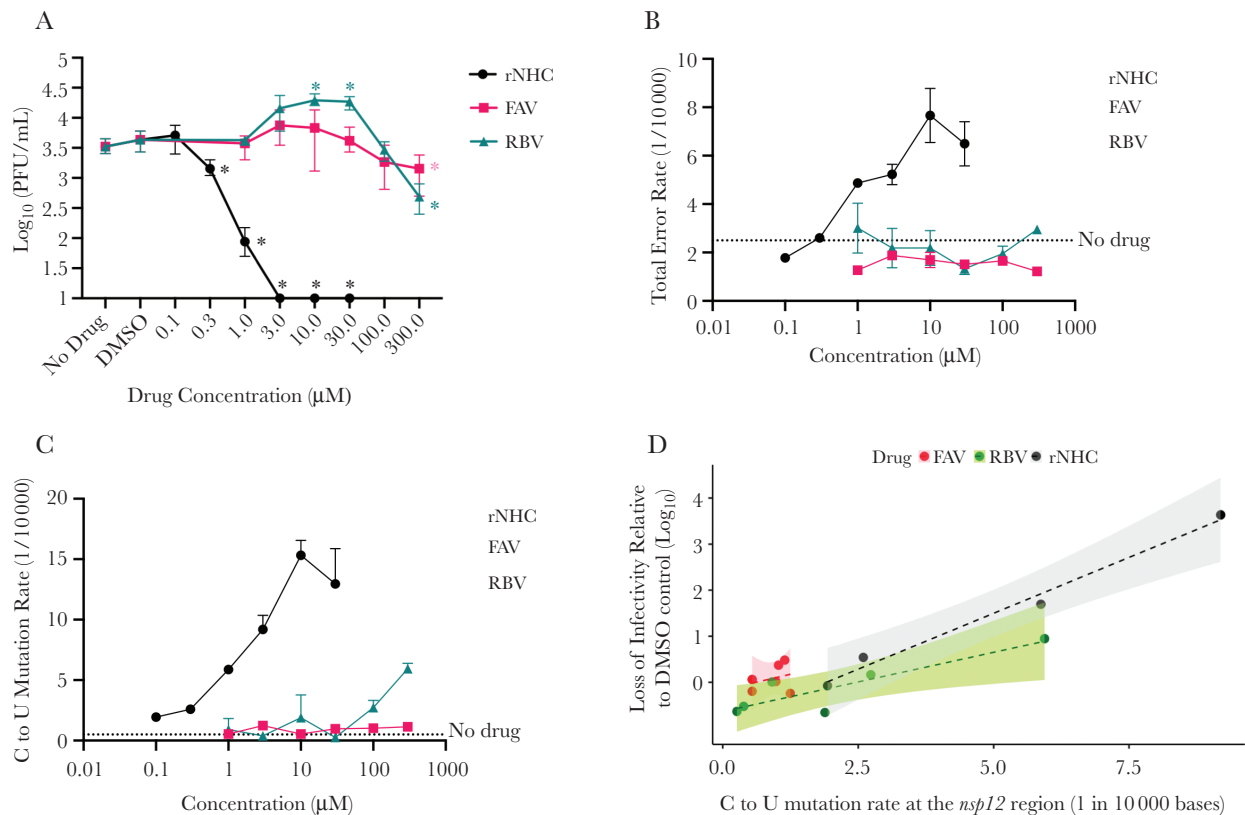 A
Log₁₀ (PFU/mL)
5
4.5
4
3.5
3
2.5
2
1.5
1
* * * * * * * * *
No Drug DMSO 0.1 0.3 1.0 3.0 10.0 30.0 100.0 300.0
Drug Concentration (µM)
rNHC
FAV
RBV
B
Total Error Rate (1/10 000)
10
8
6
4
2
0
0.01 0.1 1 10 100 1000
Concentration (µM)
No drug
rNHC
FAV
RBV
C
C to U Mutation Rate (1/10 000)
20
15
10
5
0
0.01 0.1 1 10 100 1000
Concentration (µM)
No drug
rNHC
FAV
RBV
D
Drug FAV RBV rNHC
Loss of Infectivity Relative
to DMSO control (Log₁₀)
4
3
2
1
0
0.0 2.5 5.0 7.5
C to U mutation rate at the nsp12 region (1 in 10 000 bases)